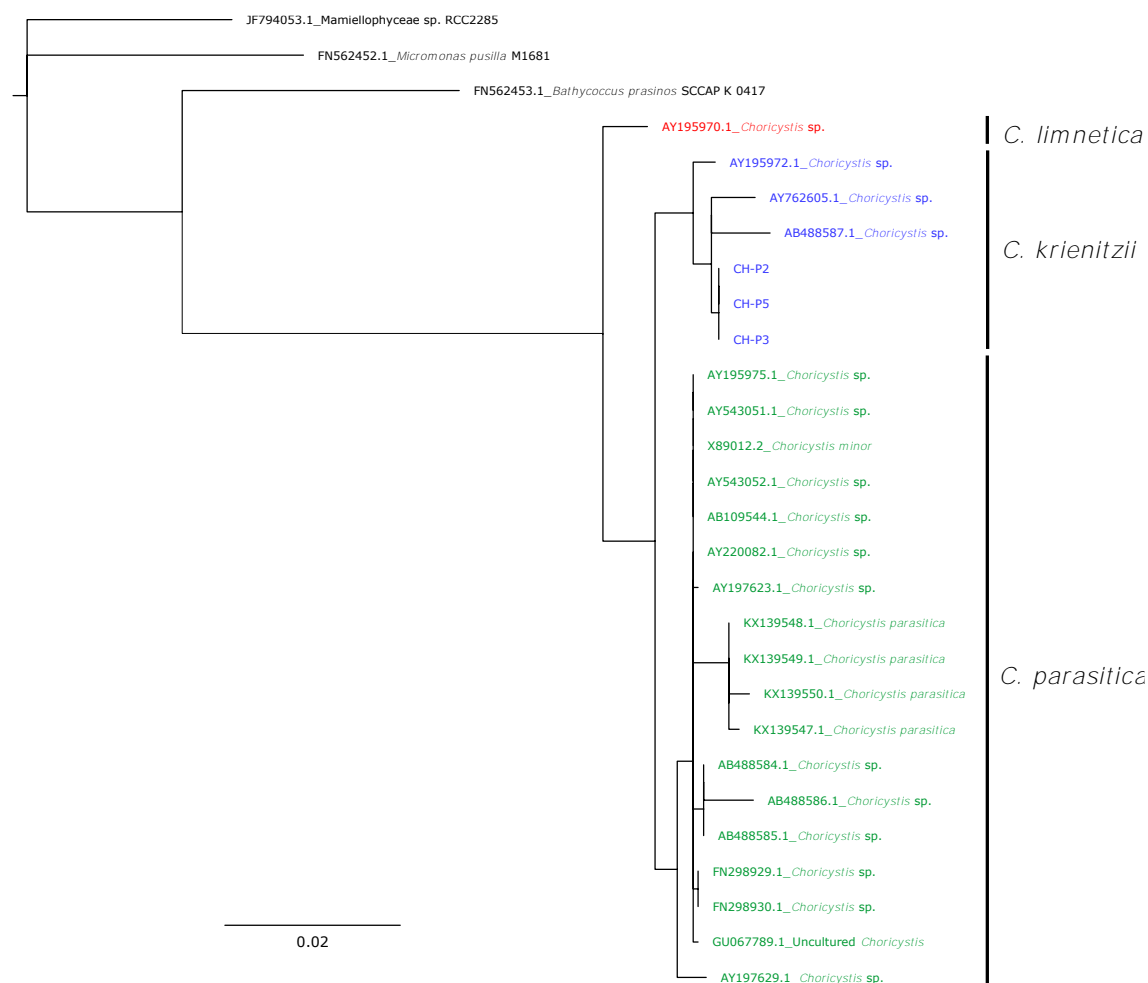 JF794053.1_Mamiellophyceae sp. RCC2285
FN562452.1_Micromonas pusilla M1681
FN562453.1_Bathycoccus prasinos SCCAP K 0417
AY195970.1_Choricystis sp.
C. limnetica
AY195972.1_Choricystis sp.
AY762605.1_Choricystis sp.
AB488587.1_Choricystis sp.
C. krienitzii
CH-P2
CH-P5
CH-P3
AY195975.1_Choricystis sp.
AY543051.1_Choricystis sp.
X89012.2_Choricystis minor
AY543052.1_Choricystis sp.
AB109544.1_Choricystis sp.
AY220082.1_Choricystis sp.
AY197623.1_Choricystis sp.
KX139548.1_Choricystis parasitica
KX139549.1_Choricystis parasitica
C. parasitica
KX139550.1_Choricystis parasitica
KX139547.1_Choricystis parasitica
AB488584.1_Choricystis sp.
AB488586.1_Choricystis sp.
AB488585.1_Choricystis sp.
FN298929.1_Choricystis sp.
FN298930.1_Choricystis sp.
GU067789.1_Uncultured Choricystis
AY197629.1_Choricystis sp.
0.02